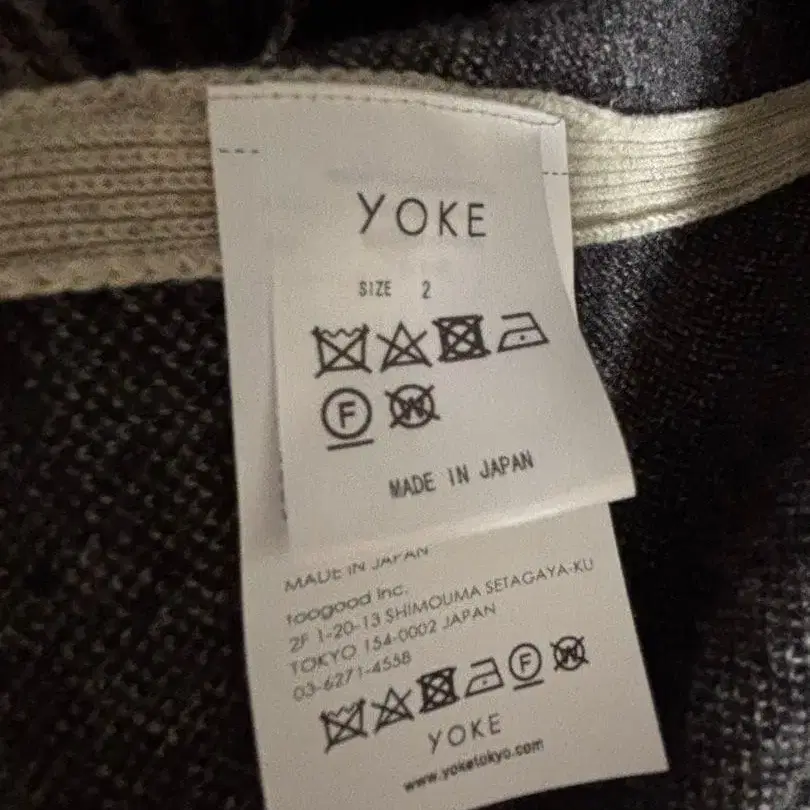 YOKE
SIZE 2
F W
MADE IN JAPAN
MADE IN JAPAN
toogood Inc.
2F 1-20-13 SHIMOUMA SETAGAYA-KU
TOKYO 154-0002 JAPAN
03-6271-4558
F W
YOKE
www.yoketokyo.com